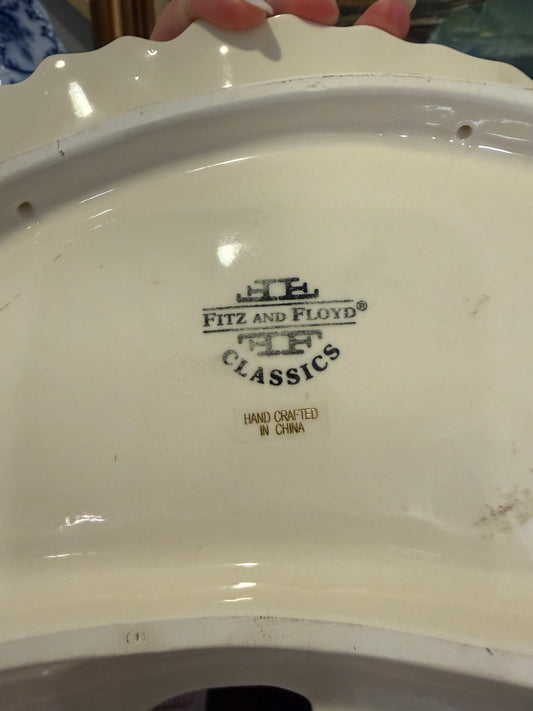 FITZ AND FLOYD®
CLASSICS
HAND CRAFTED
IN CHINA